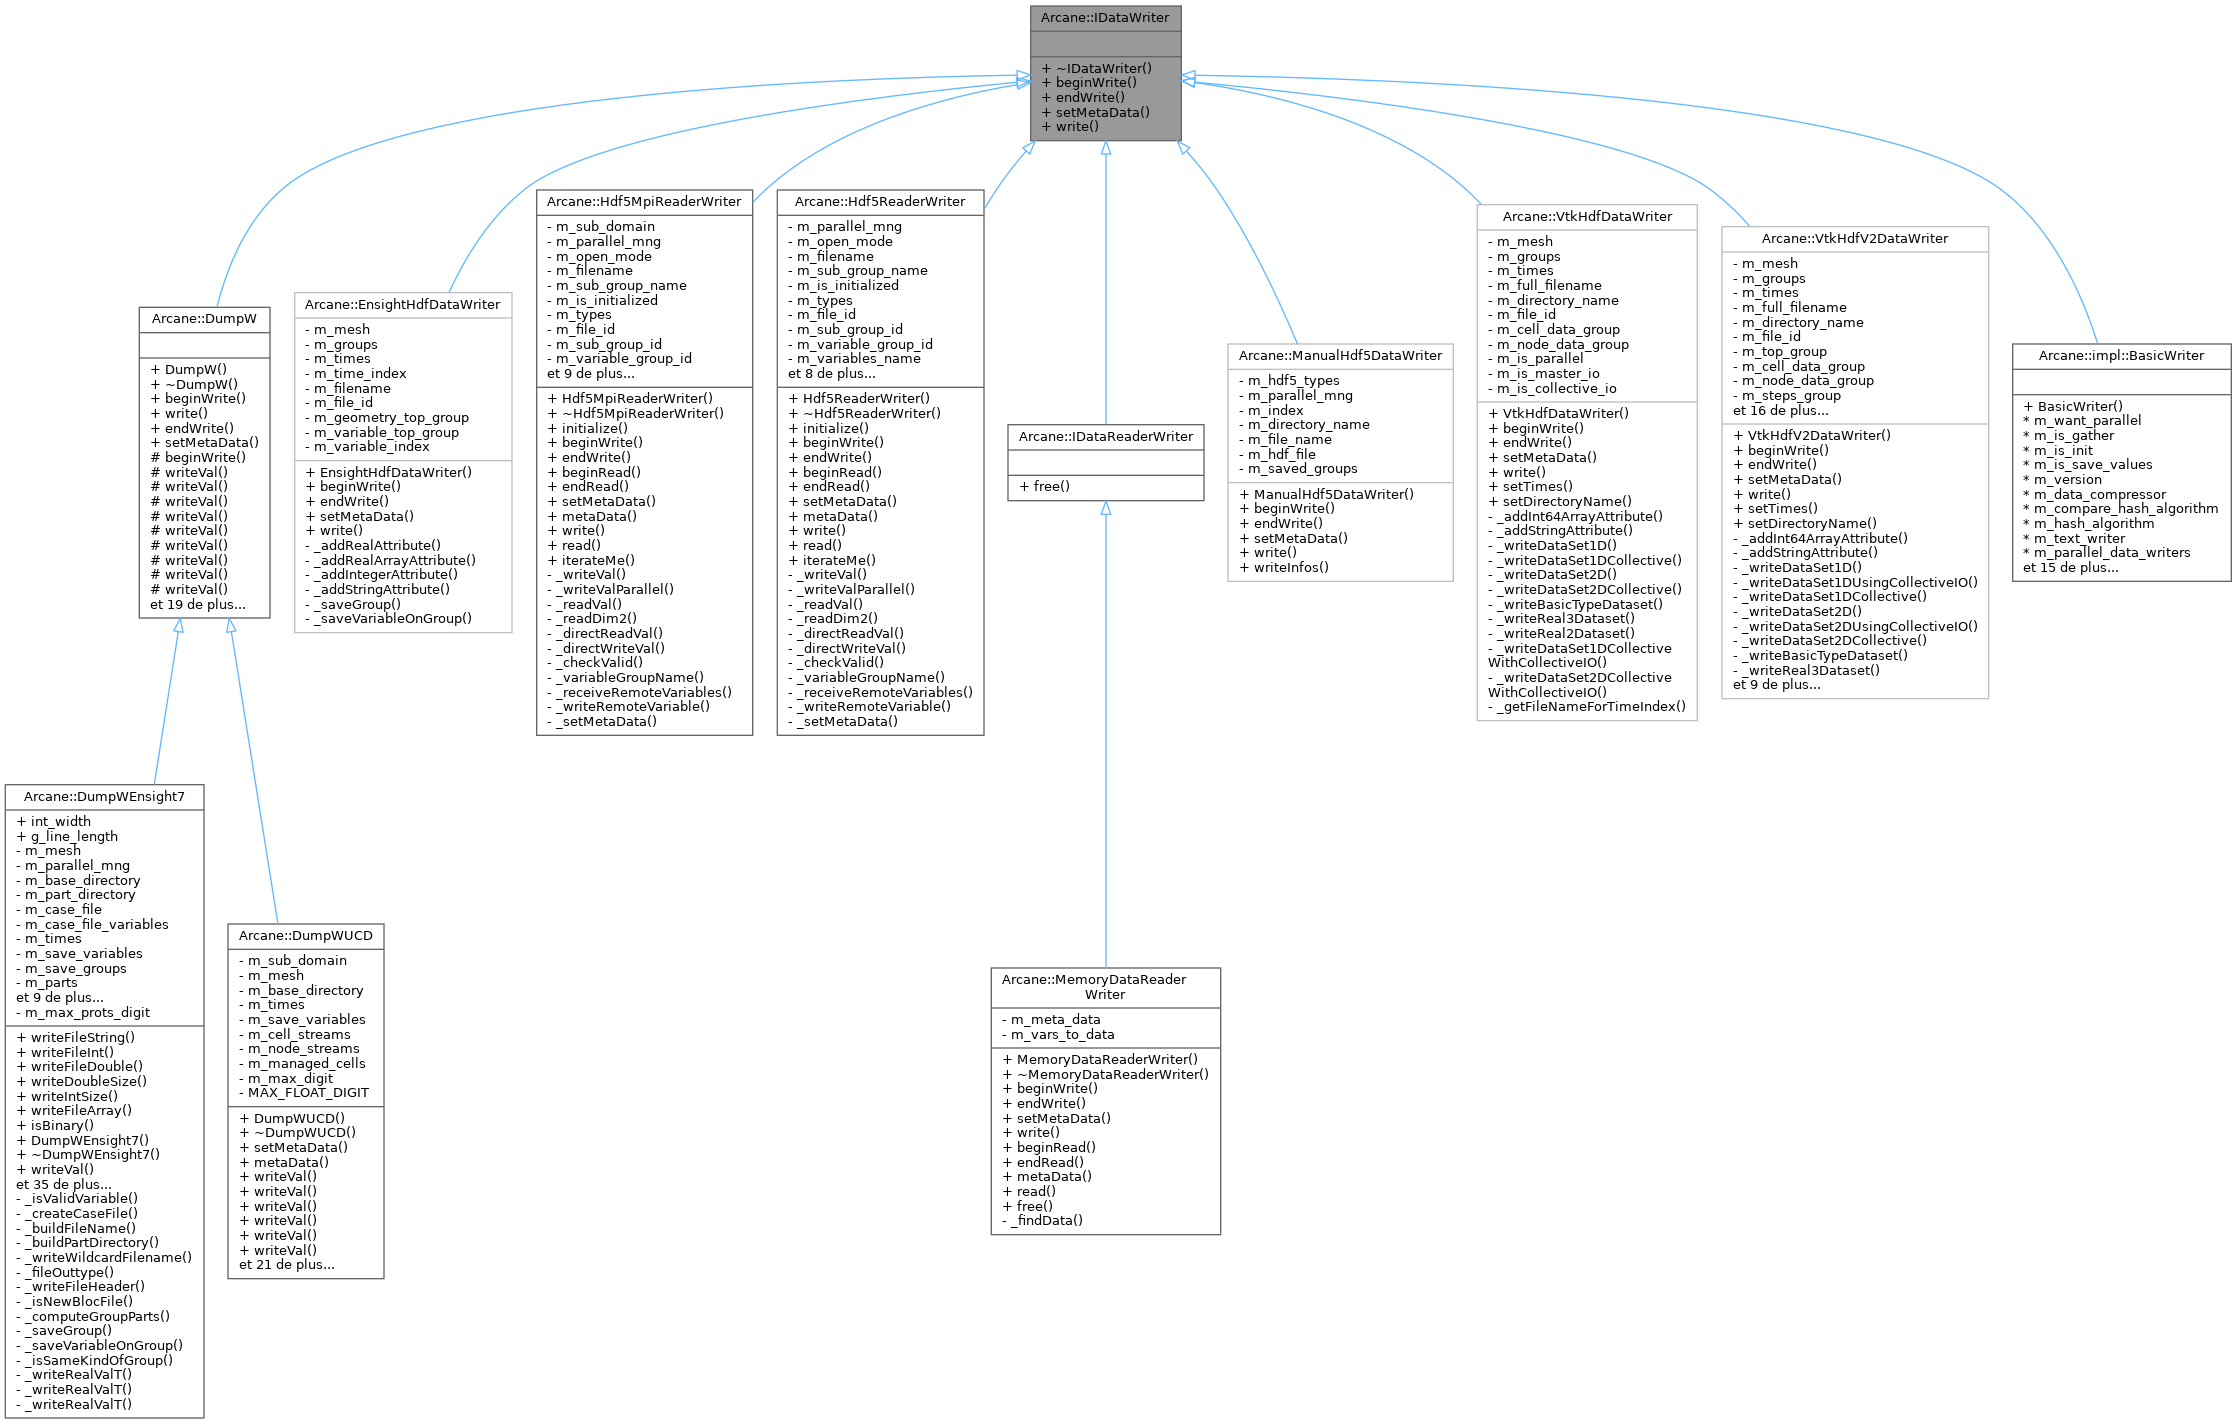 Arcane::IDataWriter
+ ~IDataWriter()
+ beginWrite()
+ endWrite()
+ setMetaData()
+ write()
Arcane::DumpW
+ DumpW()
+ ~DumpW()
+ beginWrite()
+ write()
+ endWrite()
+ setMetaData()
# beginWrite()
# writeVal()
# writeVal()
# writeVal()
# writeVal()
# writeVal()
# writeVal()
# writeVal()
# writeVal()
# writeVal()
et 19 de plus...
Arcane::EnsightHdfDataWriter
- m_mesh
- m_groups
- m_times
- m_time_index
- m_filename
- m_file_id
- m_geometry_top_group
- m_variable_top_group
- m_variable_index
+ EnsightHdfDataWriter()
+ beginWrite()
+ endWrite()
+ setMetaData()
+ write()
- _addRealAttribute()
- _addRealArrayAttribute()
- _addIntegerAttribute()
- _addStringAttribute()
- _saveGroup()
- _saveVariableOnGroup()
Arcane::Hdf5MpiReaderWriter
- m_sub_domain
- m_parallel_mng
- m_open_mode
- m_filename
- m_sub_group_name
- m_is_initialized
- m_types
- m_file_id
- m_sub_group_id
- m_variable_group_id
et 9 de plus...
+ Hdf5MpiReaderWriter()
+ ~Hdf5MpiReaderWriter()
+ initialize()
+ beginWrite()
+ endWrite()
+ beginRead()
+ endRead()
+ setMetaData()
+ metaData()
+ write()
+ read()
+ iterateMe()
- _writeVal()
- _writeValParallel()
- _readVal()
- _readDim2()
- _directReadVal()
- _directWriteVal()
- _checkValid()
- _variableGroupName()
- _receiveRemoteVariables()
- _writeRemoteVariable()
- _setMetaData()
Arcane::Hdf5ReaderWriter
- m_parallel_mng
- m_open_mode
- m_filename
- m_sub_group_name
- m_is_initialized
- m_types
- m_file_id
- m_sub_group_id
- m_variable_group_id
- m_variables_name
et 8 de plus...
+ Hdf5ReaderWriter()
+ ~Hdf5ReaderWriter()
+ initialize()
+ beginWrite()
+ endWrite()
+ beginRead()
+ endRead()
+ setMetaData()
+ metaData()
+ write()
+ read()
+ iterateMe()
- _writeVal()
- _writeValParallel()
- _readVal()
- _readDim2()
- _directReadVal()
- _directWriteVal()
- _checkValid()
- _variableGroupName()
- _receiveRemoteVariables()
- _writeRemoteVariable()
- _setMetaData()
Arcane::IDataReaderWriter
+ free()
Arcane::ManualHdf5DataWriter
- m_hdf5_types
- m_parallel_mng
- m_index
- m_directory_name
- m_file_name
- m_hdf_file
- m_saved_groups
+ ManualHdf5DataWriter()
+ beginWrite()
+ endWrite()
+ setMetaData()
+ write()
+ writeInfos()
Arcane::VtkHdfDataWriter
- m_mesh
- m_groups
- m_times
- m_full_filename
- m_directory_name
- m_file_id
- m_cell_data_group
- m_node_data_group
- m_is_parallel
- m_is_master_io
- m_is_collective_io
+ VtkHdfDataWriter()
+ beginWrite()
+ endWrite()
+ setMetaData()
+ write()
+ setTimes()
+ setDirectoryName()
- _addInt64ArrayAttribute()
- _addStringAttribute()
- _writeDataSet1D()
- _writeDataSet1DCollective()
- _writeDataSet2D()
- _writeDataSet2DCollective()
- _writeBasicTypeDataset()
- _writeReal3Dataset()
- _writeReal2Dataset()
- _writeDataSet1DCollective
WithCollectiveIO()
- _writeDataSet2DCollective
WithCollectiveIO()
- _getFileNameForTimeIndex()
Arcane::VtkHdfV2DataWriter
- m_mesh
- m_groups
- m_times
- m_full_filename
- m_directory_name
- m_file_id
- m_top_group
- m_cell_data_group
- m_node_data_group
- m_steps_group
et 16 de plus...
+ VtkHdfV2DataWriter()
+ beginWrite()
+ endWrite()
+ setMetaData()
+ write()
+ setTimes()
+ setDirectoryName()
- _addInt64ArrayAttribute()
- _addStringAttribute()
- _writeDataSet1D()
- _writeDataSet1DUsingCollectiveIO()
- _writeDataSet1DCollective()
- _writeDataSet2D()
- _writeDataSet2DUsingCollectiveIO()
- _writeDataSet2DCollective()
- _writeBasicTypeDataset()
- _writeReal3Dataset()
et 9 de plus...
Arcane::impl::BasicWriter
+ BasicWriter()
* m_want_parallel
* m_is_gather
* m_is_init
* m_is_save_values
* m_version
* m_data_compressor
* m_compare_hash_algorithm
* m_hash_algorithm
* m_text_writer
* m_parallel_data_writers
et 15 de plus...
Arcane::DumpWEnsight7
+ int_width
+ g_line_length
- m_mesh
- m_parallel_mng
- m_base_directory
- m_part_directory
- m_case_file
- m_case_file_variables
- m_times
- m_save_variables
- m_save_groups
- m_parts
et 9 de plus...
- m_max_prots_digit
+ writeFileString()
+ writeFileInt()
+ writeFileDouble()
+ writeDoubleSize()
+ writeIntSize()
+ writeFileArray()
+ isBinary()
+ DumpWEnsight7()
+ ~DumpWEnsight7()
+ writeVal()
et 35 de plus...
- _isValidVariable()
- _createCaseFile()
- _buildFileName()
- _buildPartDirectory()
- _writeWildcardFilename()
- _fileOuttype()
- _writeFileHeader()
- _isNewBlocFile()
- _computeGroupParts()
- _saveGroup()
- _saveVariableOnGroup()
- _isSameKindOfGroup()
- _writeRealValT()
- _writeRealValT()
- _writeRealValT()
Arcane::DumpWUCD
- m_sub_domain
- m_mesh
- m_base_directory
- m_times
- m_save_variables
- m_cell_streams
- m_node_streams
- m_managed_cells
- m_max_digit
- MAX_FLOAT_DIGIT
+ DumpWUCD()
+ ~DumpWUCD()
+ setMetaData()
+ metaData()
+ writeVal()
+ writeVal()
+ writeVal()
+ writeVal()
+ writeVal()
+ writeVal()
et 21 de plus...
Arcane::MemoryDataReader
Writer
- m_meta_data
- m_vars_to_data
+ MemoryDataReaderWriter()
+ ~MemoryDataReaderWriter()
+ beginWrite()
+ endWrite()
+ setMetaData()
+ write()
+ beginRead()
+ endRead()
+ metaData()
+ read()
+ free()
- _findData()